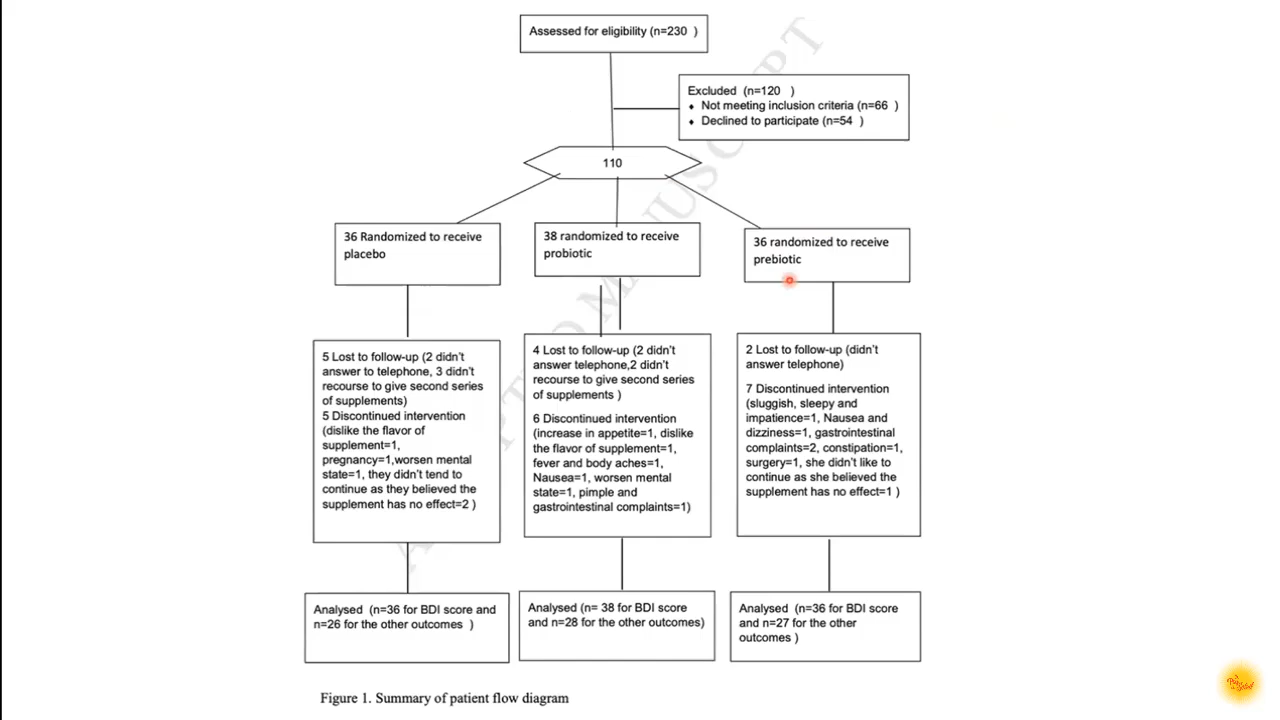 Assessed for eligibility (n=230 )
Excluded (n=120 )
♦ Not meeting inclusion criteria (n=66 )
♦ Declined to participate (n=54 )
110
36 Randomized to receive
placebo
38 randomized to receive
probiotic
36 randomized to receive
prebiotic
5 Lost to follow-up (2 didn't
answer to telephone, 3 didn't
recourse to give second series
of supplements)
5 Discontinued intervention
(dislike the flavor of
supplement=1,
pregnancy=1,worsen mental
state=1, they didn't tend to
continue as they believed the
supplement has no effect=2 )
4 Lost to follow-up (2 didn't
answer telephone,2 didn't
recourse to give second series
of supplements )
6 Discontinued intervention
(increase in appetite=1, dislike
the flavor of supplement=1,
fever and body aches=1,
Nausea=1, worsen mental
state=1, pimple and
gastrointestinal complaints=1)
2 Lost to follow-up (didn't
answer telephone)
7 Discontinued intervention
(sluggish, sleepy and
impatience=1, Nausea and
dizziness=1, gastrointestinal
complaints=2, constipation=1,
surgery=1, she didn't like to
continue as she believed the
supplement has no effect=1 )
Analysed (n=36 for BDI score and
n=26 for the other outcomes )
Analysed (n= 38 for BDI score
and n=28 for the other outcomes)
Analysed (n=36 for BDI score
and n=27 for the other
outcomes )
Figure 1. Summary of patient flow diagram